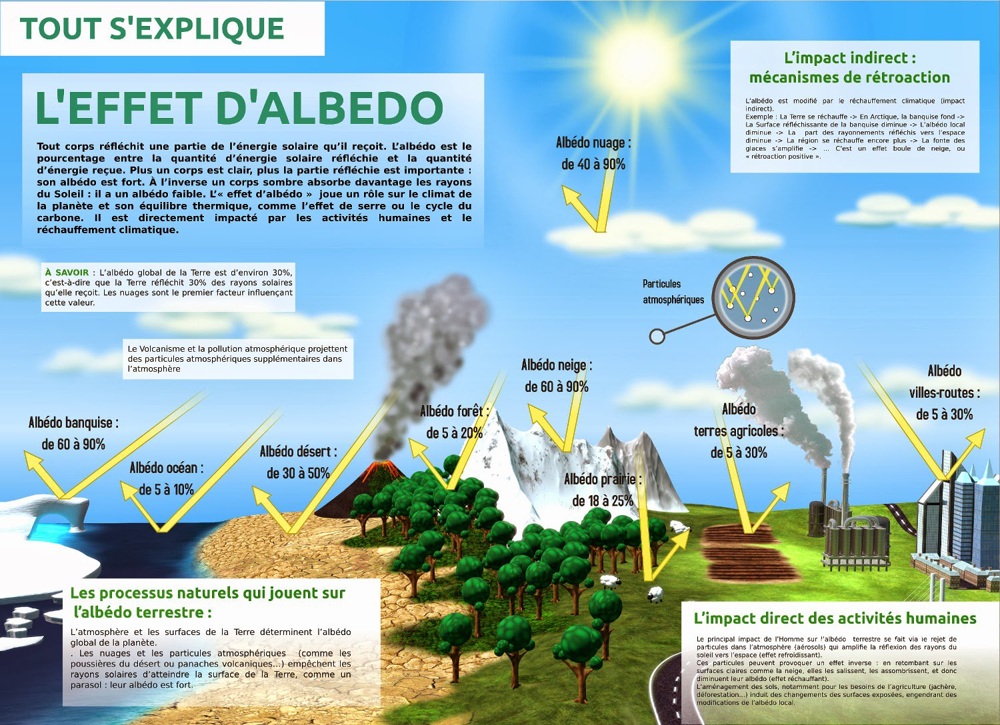 TOUT S'EXPLIQUE
L'EFFET D'ALBEDO
Tout corps réfléchit une partie de l'énergie solaire qu'il reçoit. L'albédo est le
pourcentage entre la quantité d'énergie solaire réfléchie et la quantité
d'énergie reçue. Plus un corps est clair, plus la partie réfléchie est importante :
son albédo est fort. À l'inverse un corps sombre absorbe davantage les rayons
du Soleil : il a un albédo faible. L'« effet d'albédo » joue un rôle sur le climat de
la planète et son équilibre thermique, comme l'effet de serre ou le cycle du
carbone. Il est directement impacté par les activités humaines et le
réchauffement climatique.
L'impact indirect :
mécanismes de rétroaction
L'albédo est modifié par le réchauffement climatique (impact
indirect).
Exemple : La Terre se réchauffe -> En Arctique, la banquise fond ->
La Surface réfléchissante de la banquise diminue -> L'albédo local
diminue -> La part des rayonnements réfléchis vers l'espace
diminue -> La région se réchauffe encore plus -> La fonte des
glaces s'amplifie -> ... C'est un effet boule de neige, ou
« rétroaction positive ».
Albédo nuage :
de 40 à 90%
À SAVOIR : L'albédo global de la Terre est d'environ 30%,
c'est-à-dire que la Terre réfléchit 30% des rayons solaires
qu'elle reçoit. Les nuages sont le premier facteur influençant
cette valeur.
Particules
atmosphériques
Le Volcanisme et la pollution atmosphérique projettent
des particules atmosphériques supplémentaires dans
l'atmosphère
Albédo banquise :
de 60 à 90%
Albédo océan :
de 5 à 10%
Albédo désert :
de 30 à 50%
Albédo forêt :
de 5 à 20%
Albédo neige :
de 60 à 90%
Albédo prairie :
de 18 à 25%
Albédo
terres agricoles :
de 5 à 30%
Albédo
villes-routes :
de 5 à 30%
Les processus naturels qui jouent sur
l'albédo terrestre :
L'atmosphère et les surfaces de la Terre déterminent l'albédo
global de la planète.
. Les nuages et les particules atmosphériques (comme les
poussières du désert ou panaches volcaniques...) empêchent les
rayons solaires d'atteindre la surface de la Terre, comme un
parasol : leur albédo est fort.
L'impact direct des activités humaines
Le principal impact de l'Homme sur l'albédo terrestre se fait via le rejet de
particules dans l'atmosphère (aérosols) qui amplifie la réflexion des rayons du
soleil vers l'espace (effet refroidissant).
Ces particules peuvent provoquer un effet inverse : en retombant sur les
surfaces claires comme la neige, elles les salissent, les assombrissent, et donc
diminuent leur albédo (effet réchauffant).
L'aménagement des sols, notamment pour les besoins de l'agriculture (jachère,
déforestation...) induit des changements des surfaces exposées, engendrant des
modifications de l'albédo local.